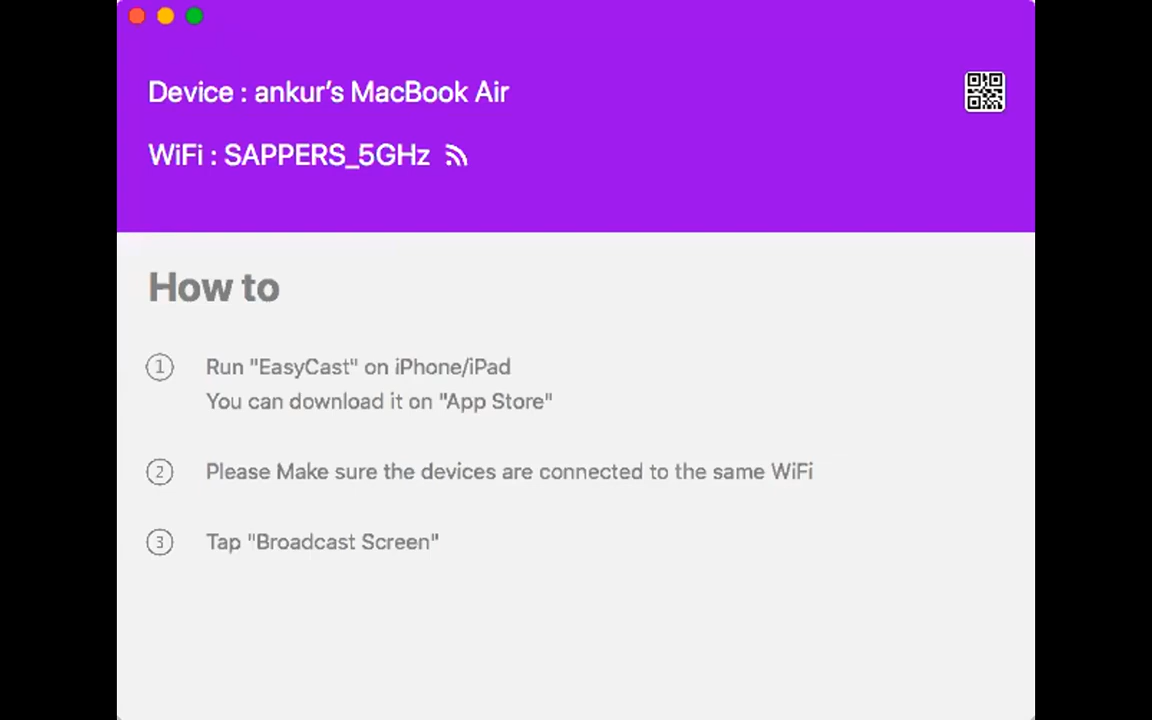 Device : ankur’s MacBook Air
WiFi : SAPPERS_5GHz
How to
1 Run "EasyCast" on iPhone/iPad
You can download it on "App Store"
2 Please Make sure the devices are connected to the same WiFi
3 Tap "Broadcast Screen"